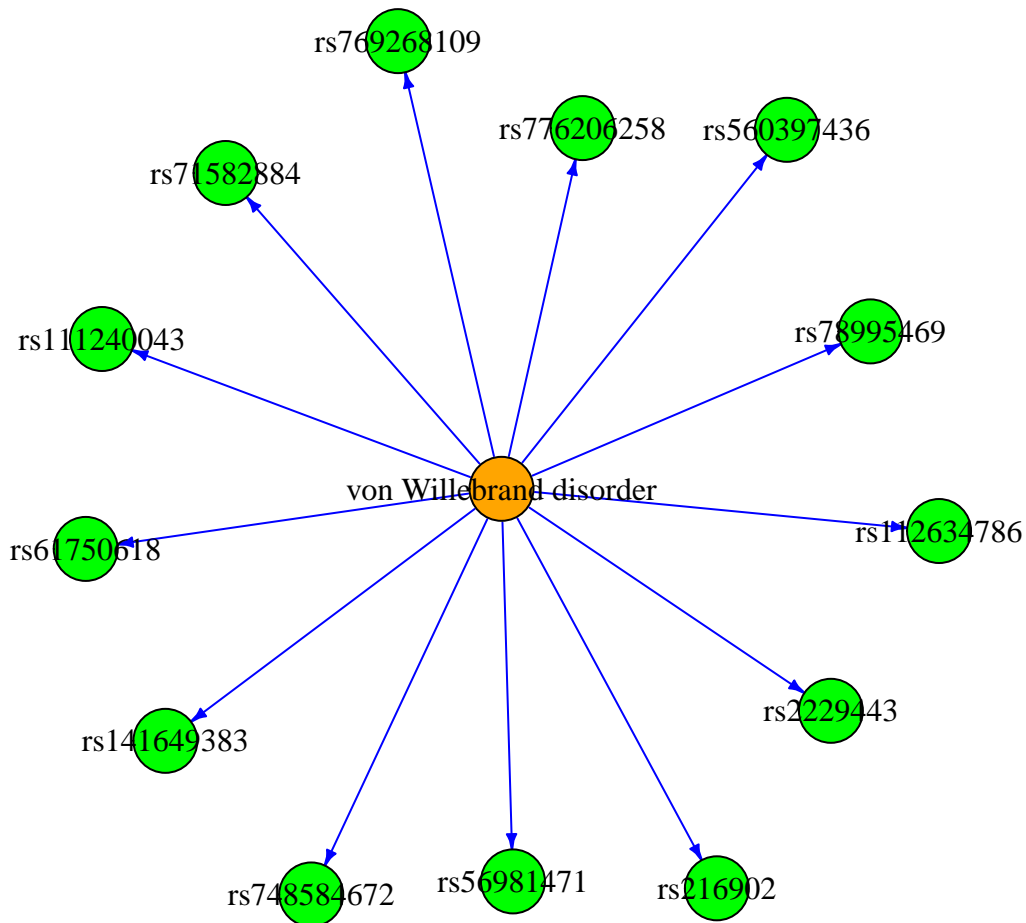 rs769268109
rs776206258
rs560397436
rs71582884
rs111240043
rs78995469
von Willebrand disorder
rs61750618
rs112634786
rs2229443
rs141649383
rs748584672
rs56981471
rs216902